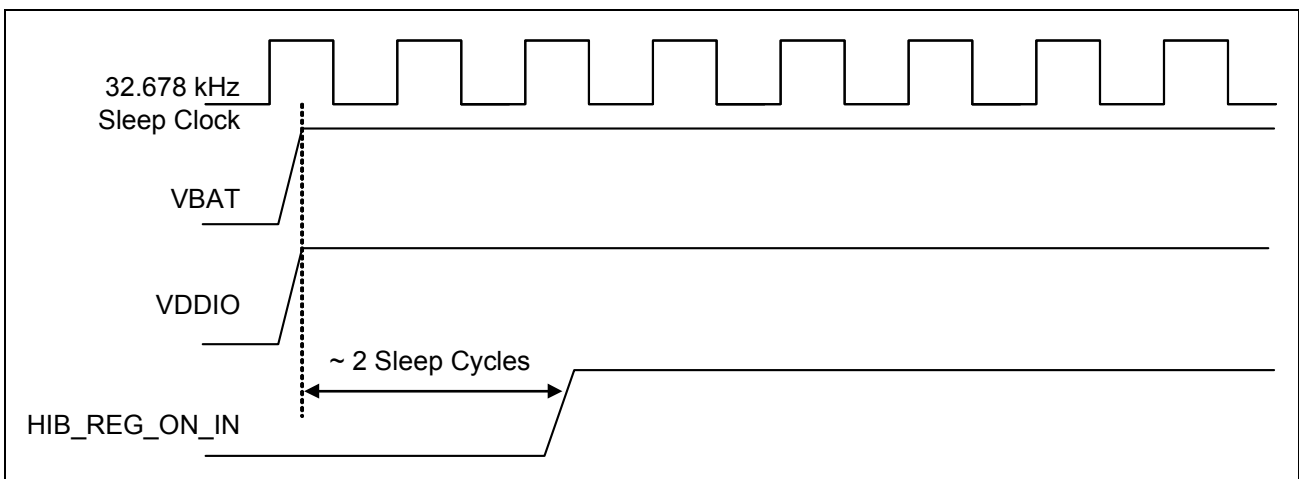 32.678 kHz
Sleep Clock
VBAT
VDDIO
~ 2 Sleep Cycles
HIB_REG_ON_IN